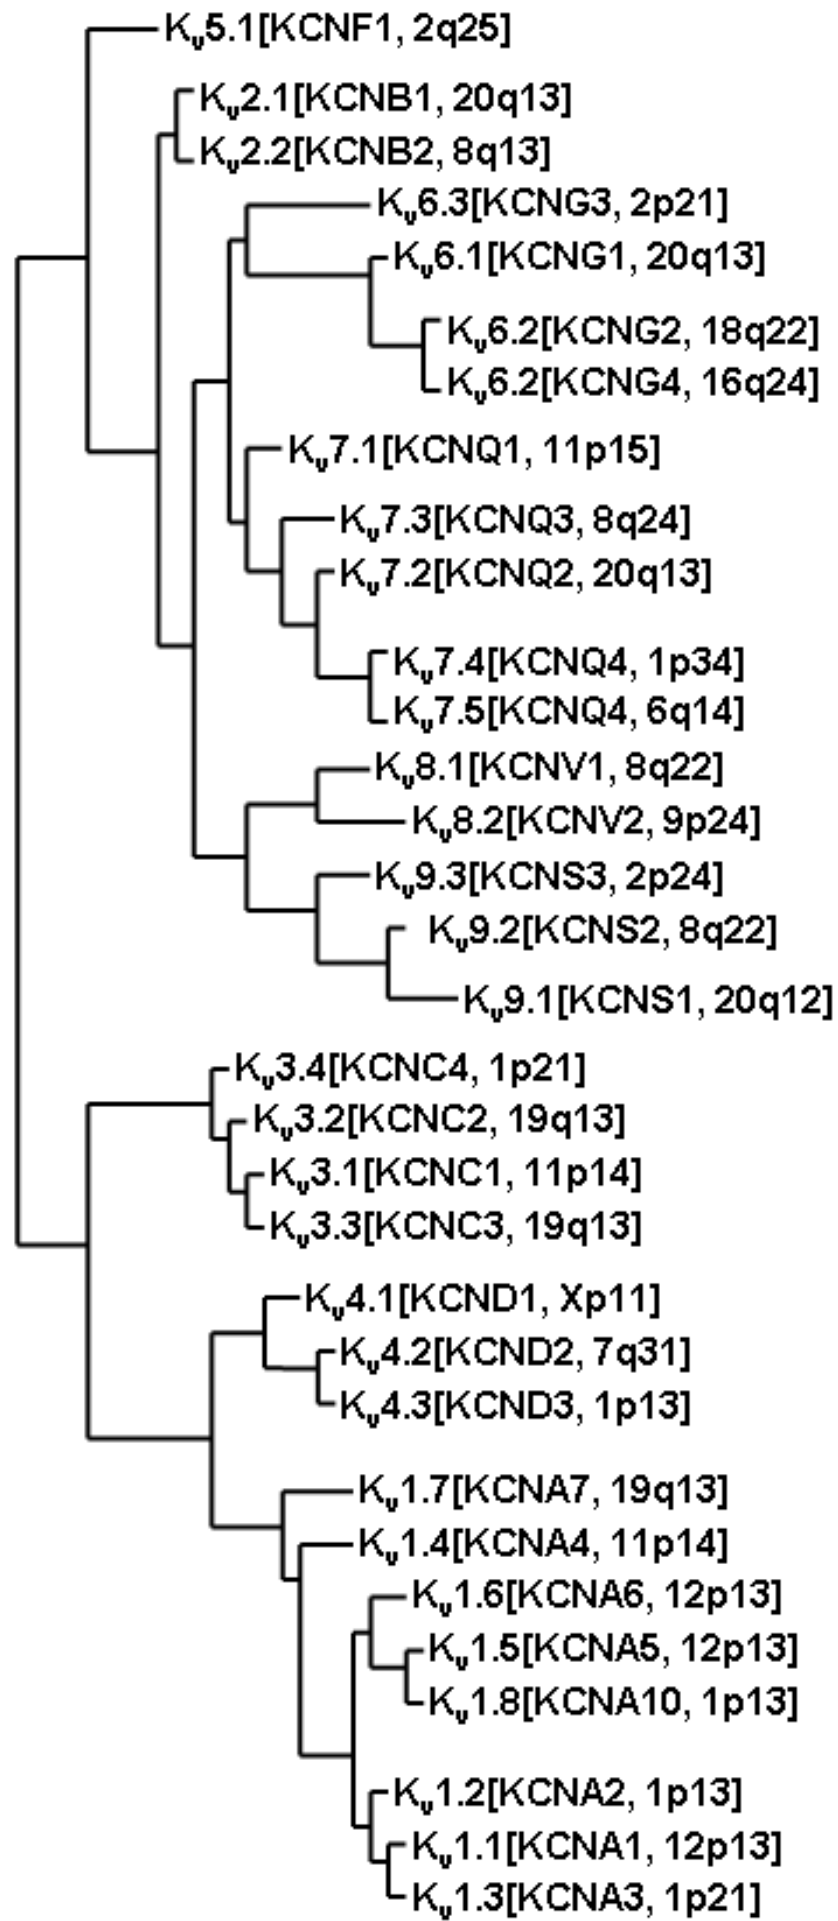 Kv5.1[KCNF1, 2q25]
Kv2.1[KCNB1, 20q13]
Kv2.2[KCNB2, 8q13]
Kv6.3[KCNG3, 2p21]
Kv6.1[KCNG1, 20q13]
Kv6.2[KCNG2, 18q22]
Kv6.2[KCNG4, 16q24]
Kv7.1[KCNQ1, 11p15]
Kv7.3[KCNQ3, 8q24]
Kv7.2[KCNQ2, 20q13]
Kv7.4[KCNQ4, 1p34]
Kv7.5[KCNQ4, 6q14]
Kv8.1[KCNV1, 8q22]
Kv8.2[KCNV2, 9p24]
Kv9.3[KCNS3, 2p24]
Kv9.2[KCNS2, 8q22]
Kv9.1[KCNS1, 20q12]
Kv3.4[KCNC4, 1p21]
Kv3.2[KCNC2, 19q13]
Kv3.1[KCNC1, 11p14]
Kv3.3[KCNC3, 19q13]
Kv4.1[KCND1, Xp11]
Kv4.2[KCND2, 7q31]
Kv4.3[KCND3, 1p13]
Kv1.7[KCNA7, 19q13]
Kv1.4[KCNA4, 11p14]
Kv1.6[KCNA6, 12p13]
Kv1.5[KCNA5, 12p13]
Kv1.8[KCNA10, 1p13]
Kv1.2[KCNA2, 1p13]
Kv1.1[KCNA1, 12p13]
Kv1.3[KCNA3, 1p21]